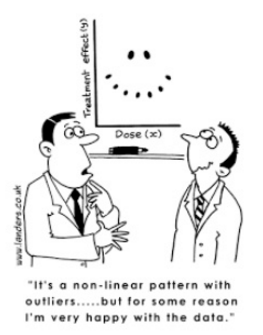 Treatment effect(y)
Dose (x)
www.landers.co.uk
"It's a non-linear pattern with
outliers.....but for some reason
I'm very happy with the data."